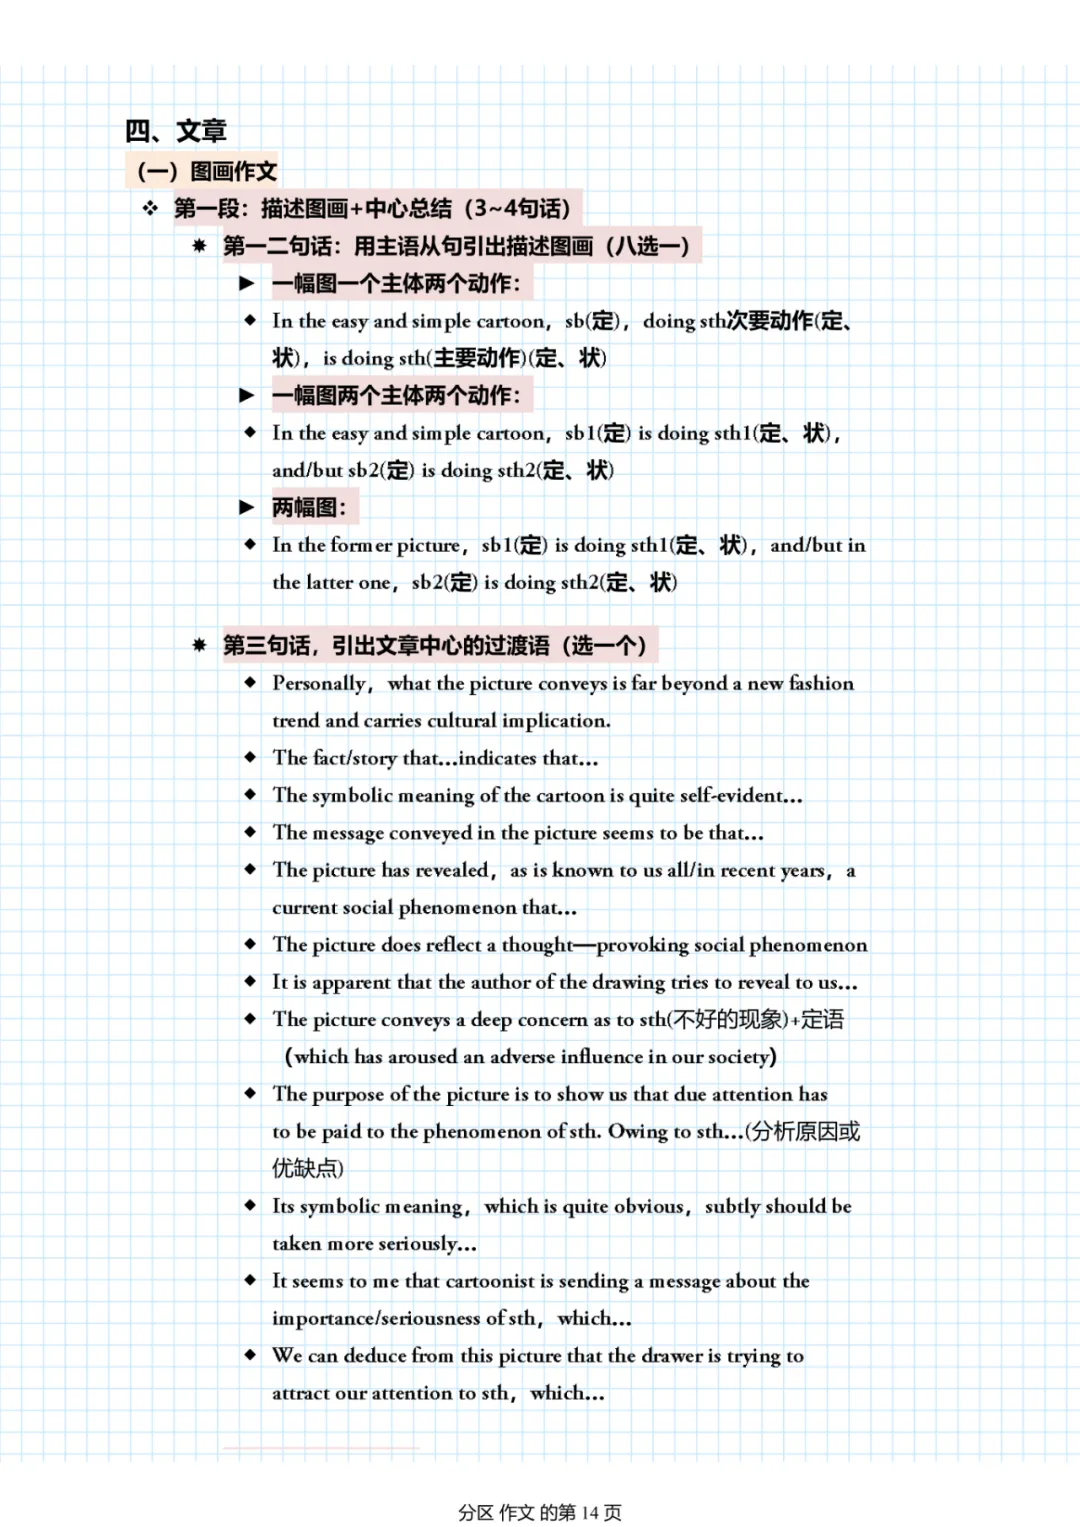 四、文章
（一）图画作文
❖ 第一段：描述图画+中心总结（3~4句话）
✷ 第一二句话：用主语从句引出描述图画（八选一）
► 一幅图一个主体两个动作：
◆ In the easy and simple cartoon，sb(定)，doing sth次要动作(定、
状)，is doing sth(主要动作)(定、状)
► 一幅图两个主体两个动作：
◆ In the easy and simple cartoon，sb1(定) is doing sth1(定、状)，
and/but sb2(定) is doing sth2(定、状)
► 两幅图：
◆ In the former picture，sb1(定) is doing sth1(定、状)，and/but in
the latter one，sb2(定) is doing sth2(定、状)
✷ 第三句话，引出文章中心的过渡语（选一个）
◆ Personally，what the picture conveys is far beyond a new fashion
trend and carries cultural implication.
◆ The fact/story that...indicates that...
◆ The symbolic meaning of the cartoon is quite self-evident...
◆ The message conveyed in the picture seems to be that...
◆ The picture has revealed，as is known to us all/in recent years，a
current social phenomenon that...
◆ The picture does reflect a thought—provoking social phenomenon
◆ It is apparent that the author of the drawing tries to reveal to us...
◆ The picture conveys a deep concern as to sth(不好的现象)+定语
（which has aroused an adverse influence in our society）
◆ The purpose of the picture is to show us that due attention has
to be paid to the phenomenon of sth. Owing to sth...(分析原因或
优缺点)
◆ Its symbolic meaning，which is quite obvious，subtly should be
taken more seriously...
◆ It seems to me that cartoonist is sending a message about the
importance/seriousness of sth，which...
◆ We can deduce from this picture that the drawer is trying to
attract our attention to sth，which...
分区 作文 的第 14 页